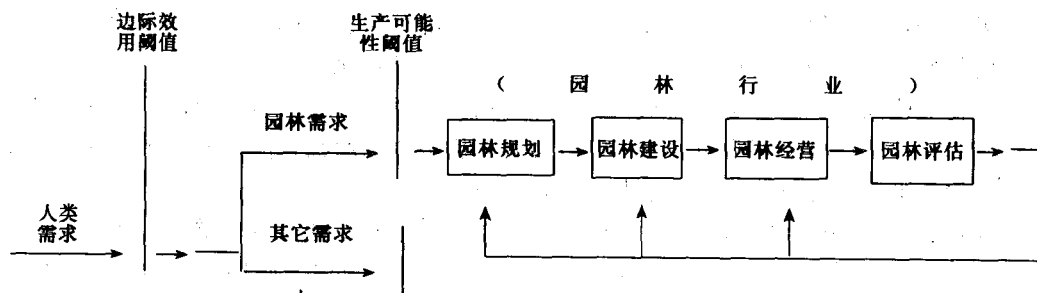 边际效
用阈值
生产可能
性阈值
（园林行业）
园林需求
园林规划
园林建设
园林经营
园林评估
人类
需求
其它需求